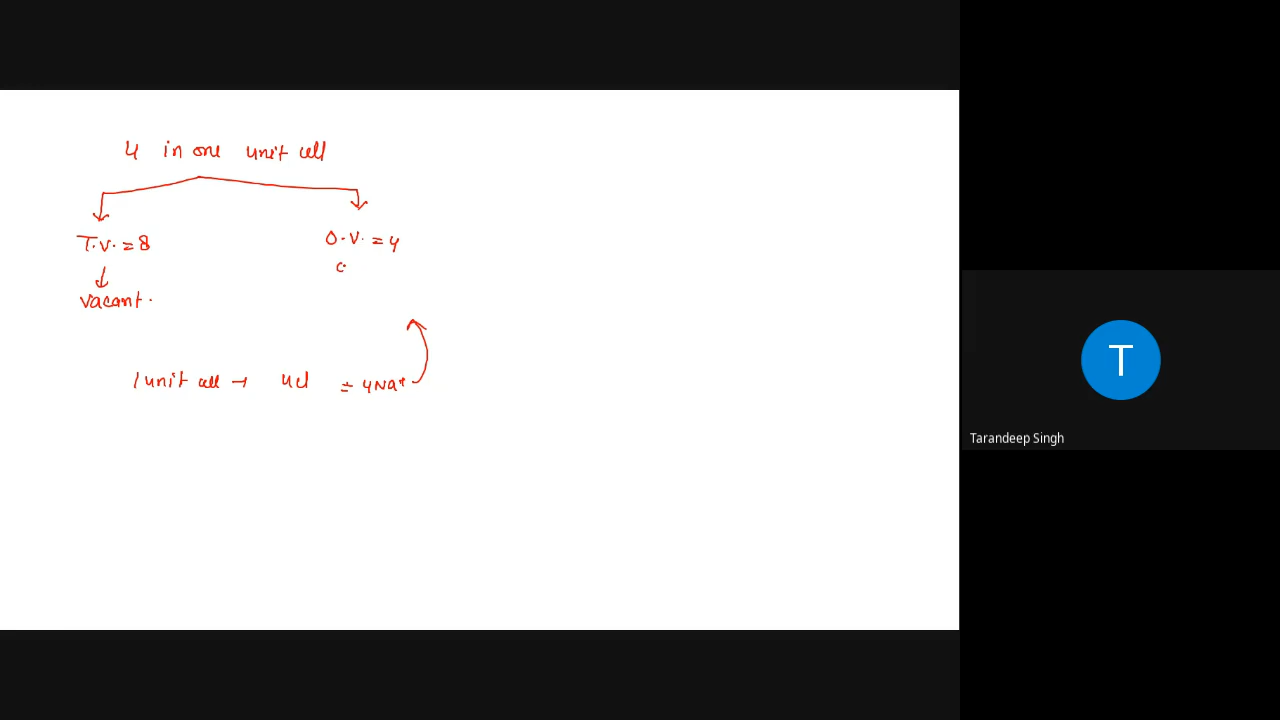 4 in one unit cell
T.V. = 8
O.V. = 4
c
vacant.
1 unit cell → 4Cl = 4Na+
T
Tarandeep Singh